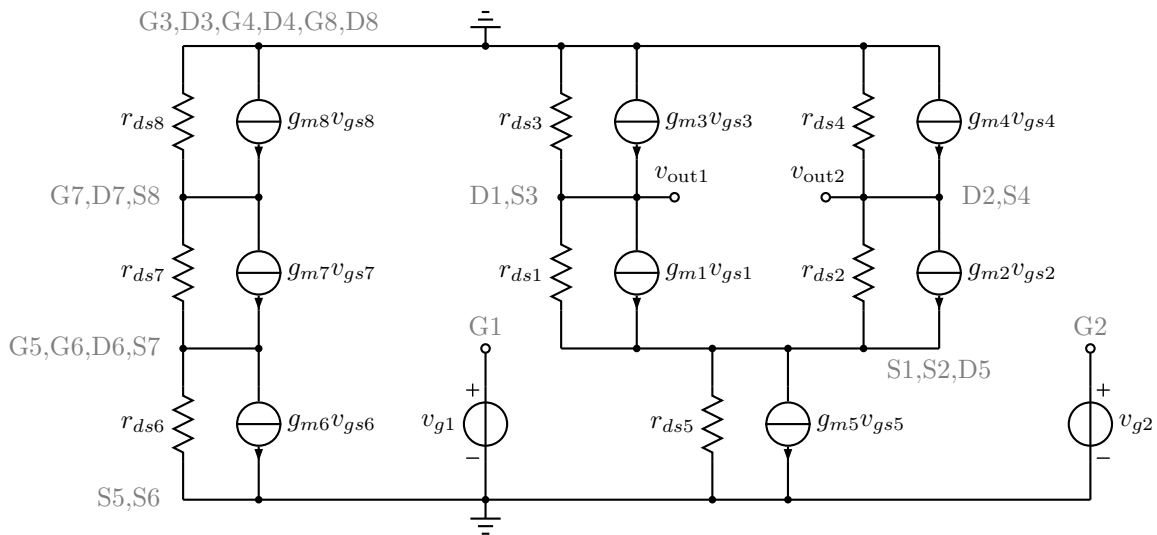 G3,D3,G4,D4,G8,D8
r_{ds8} g_{m8}v_{gs8} r_{ds3} g_{m3}v_{gs3} r_{ds4} g_{m4}v_{gs4}
v_{out1} v_{out2}
G7,D7,S8 D1,S3 D2,S4
r_{ds7} g_{m7}v_{gs7} r_{ds1} g_{m1}v_{gs1} r_{ds2} g_{m2}v_{gs2}
G1 G2
G5,G6,D6,S7
S1,S2,D5
+ +
r_{ds6} g_{m6}v_{gs6} v_{g1} r_{ds5} g_{m5}v_{gs5} v_{g2}
− −
S5,S6